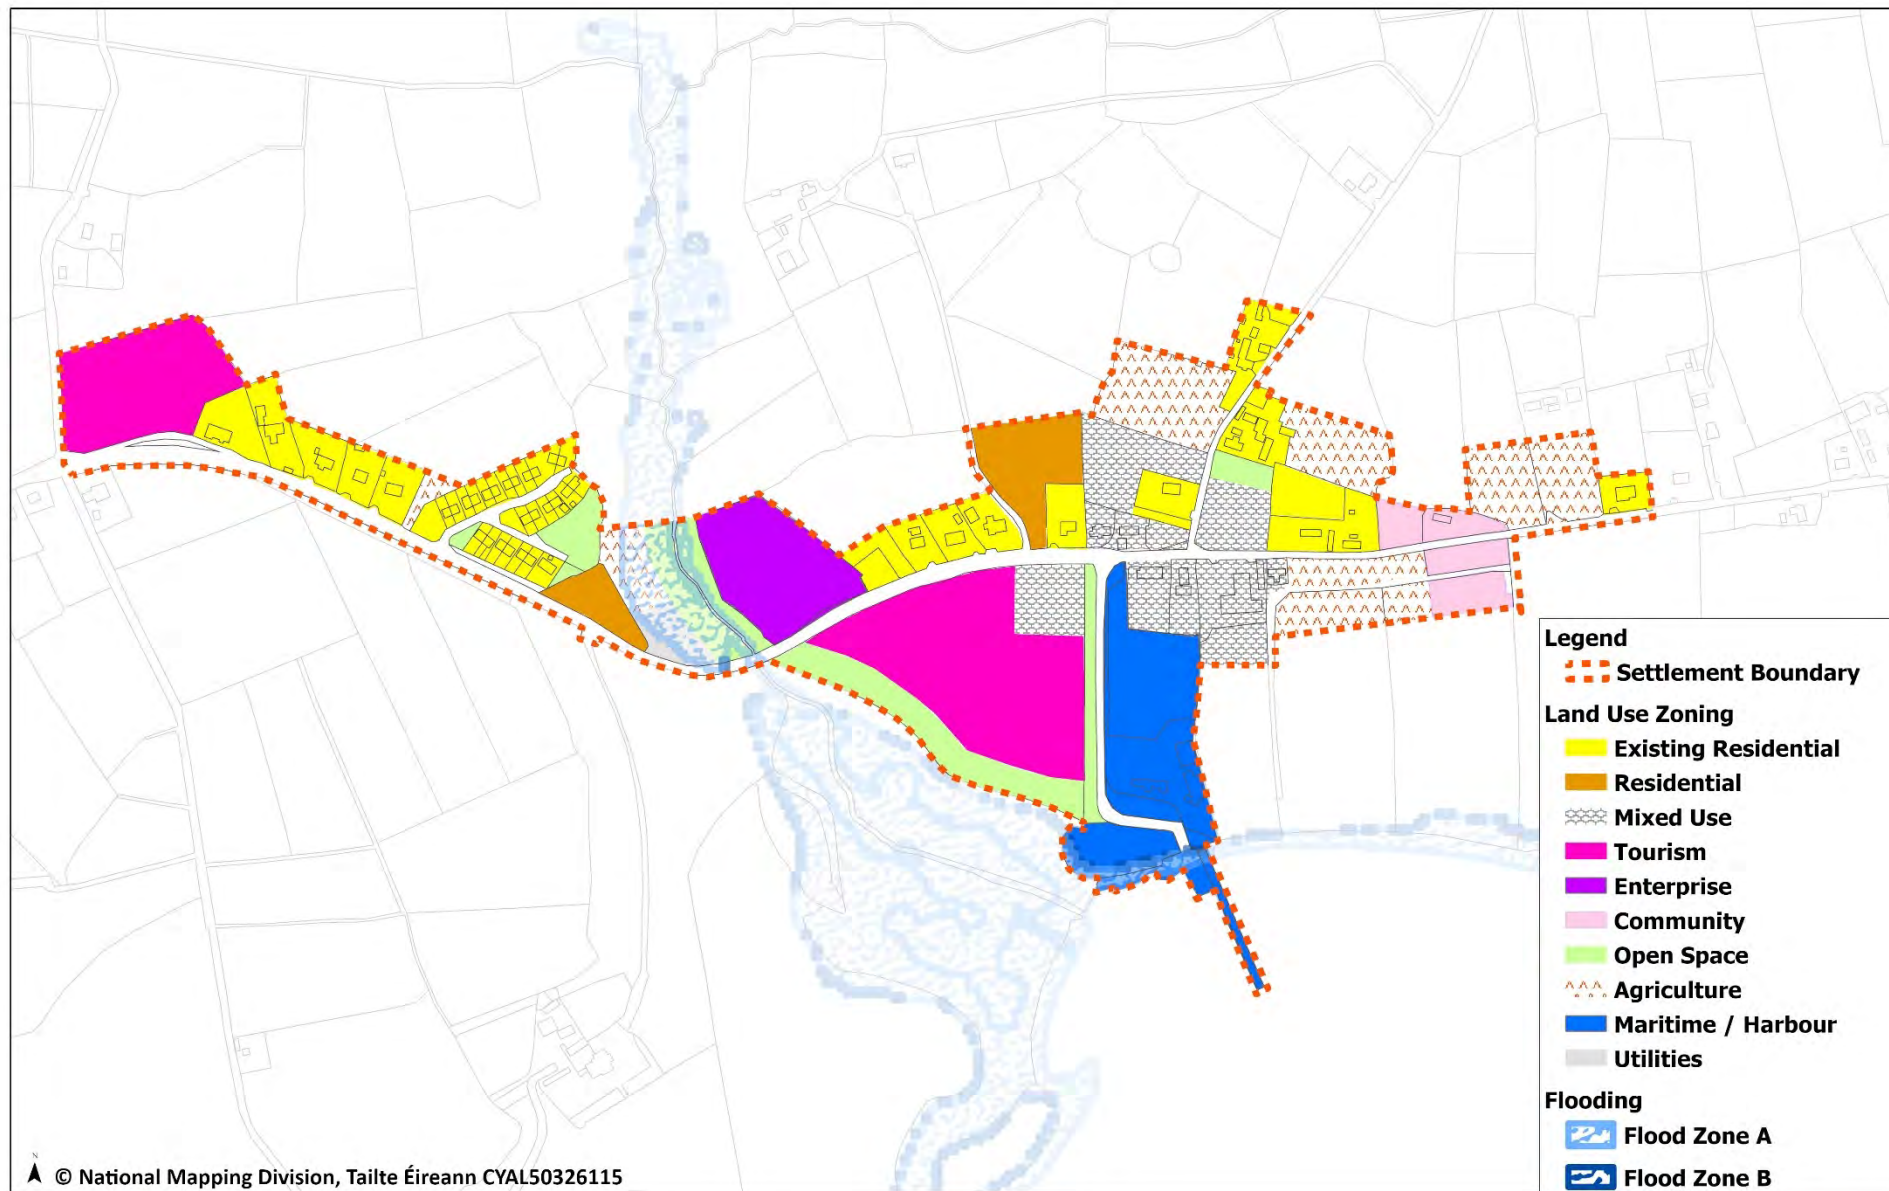 Legend
Settlement Boundary
Land Use Zoning
Existing Residential
Residential
Mixed Use
Tourism
Enterprise
Community
Open Space
Agriculture
Maritime / Harbour
Utilities
Flooding
Flood Zone A
Flood Zone B
N
© National Mapping Division, Tailte Éireann CYAL50326115